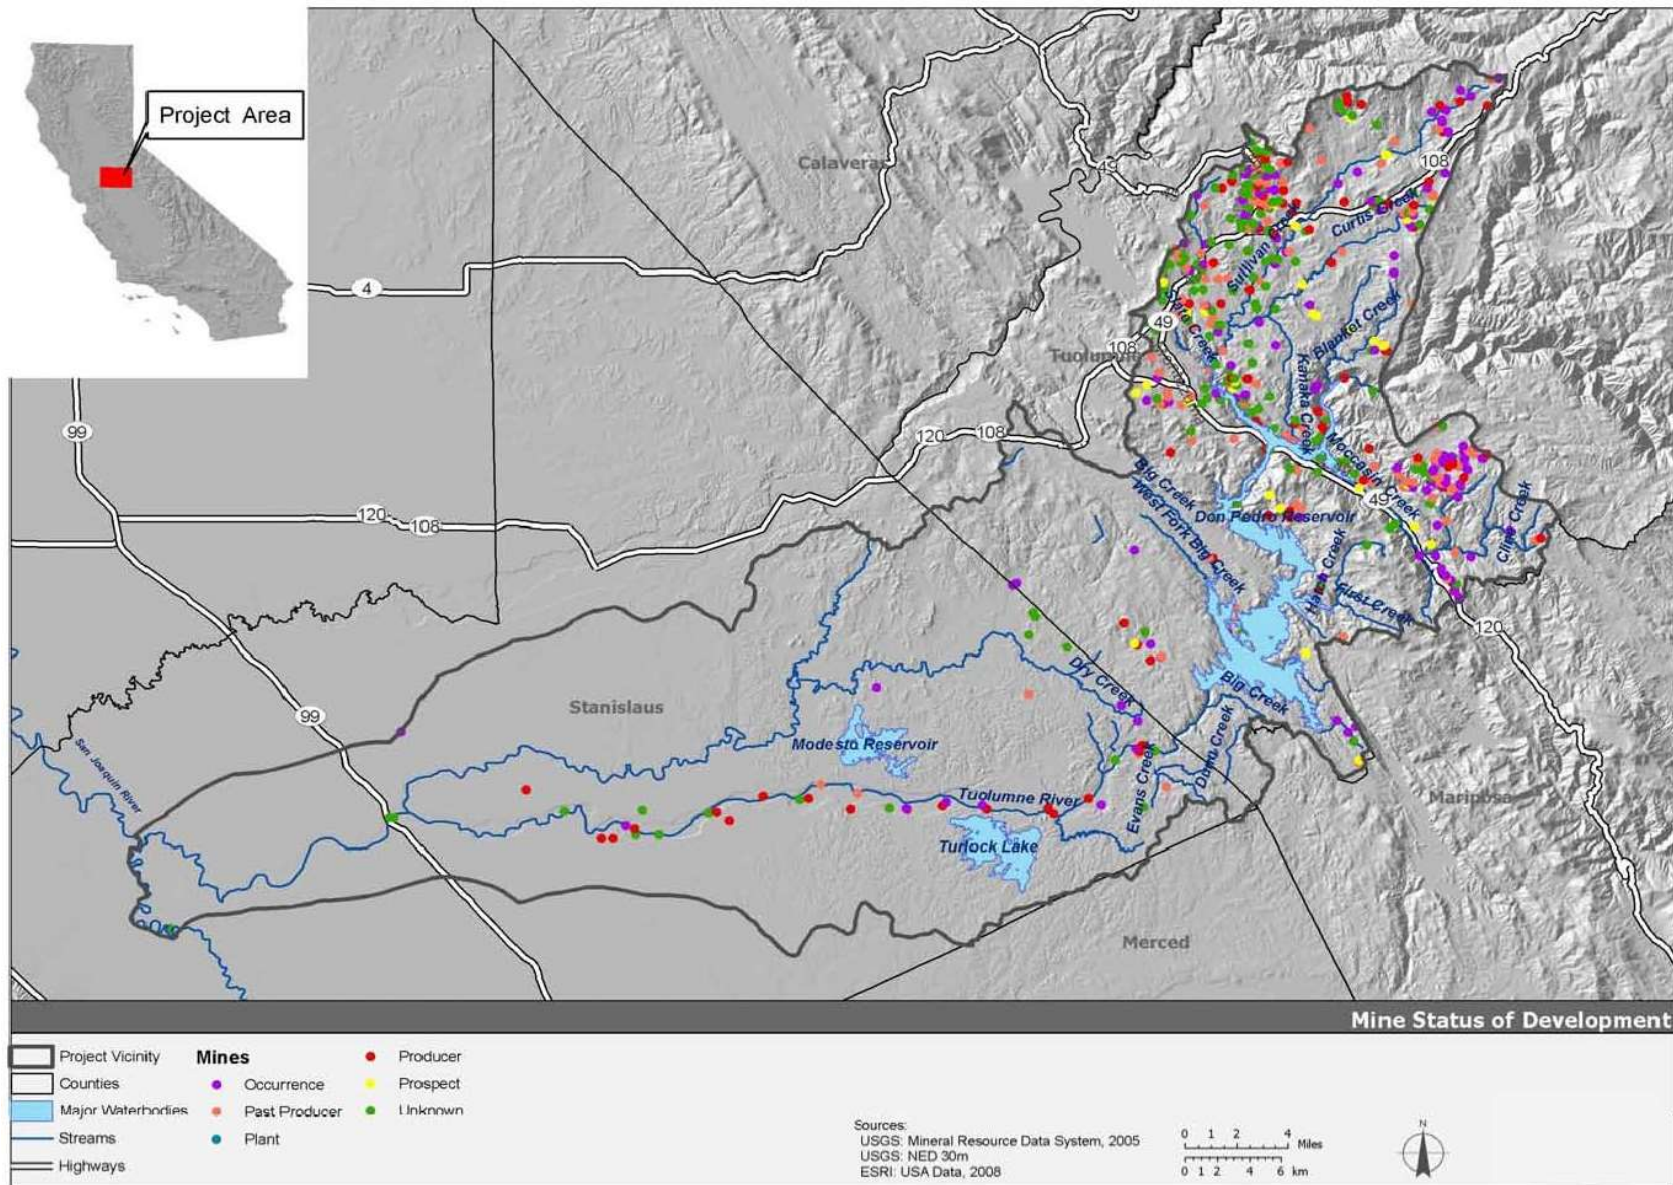 Project Area
Calaveras
49
108
Curtis Creek
Sullivan Creek
4
Slate Creek
49
Blanket Creek
108
Tuolumne
Kanaka Creek
99
120
108
Moccasin Creek
Big Creek
49
120
108
West Fork Big Creek
Don Pedro Reservoir
Cline Creek
Hatch Creek
First Creek
120
Dry Creek
Big Creek
Stanislaus
99
Modesto Reservoir
San Joaquin River
Evans Creek
Tuolumne River
Mariposa
Turlock Lake
Merced
Mine Status of Development
Project Vicinity
Counties
Major Waterbodies
Streams
Highways
Mines
Occurrence
Past Producer
Plant
Producer
Prospect
Unknown
Sources:
USGS: Mineral Resource Data System, 2005
USGS: NED 30m
ESRI: USA Data, 2008
0 1 2 4
Miles
0 1 2 4 6 km
N